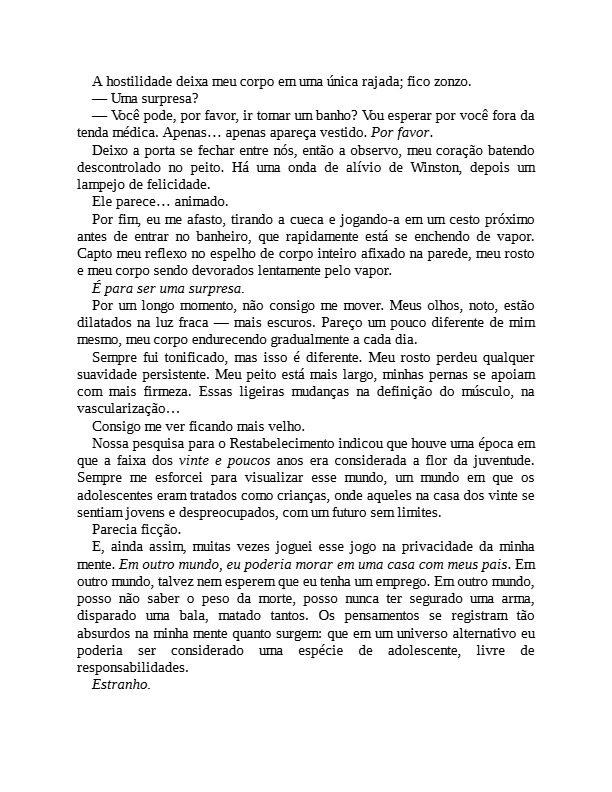 A hostilidade deixa meu corpo em uma única rajada; fico zonzo.
— Uma surpresa?
— Você pode, por favor, ir tomar um banho? Vou esperar por você fora da
tenda médica. Apenas… apenas apareça vestido. Por favor.
Deixo a porta se fechar entre nós, então a observo, meu coração batendo
descontrolado no peito. Há uma onda de alívio de Winston, depois um
lampejo de felicidade.
Ele parece… animado.
Por fim, eu me afasto, tirando a cueca e jogando-a em um cesto próximo
antes de entrar no banheiro, que rapidamente está se enchendo de vapor.
Capto meu reflexo no espelho de corpo inteiro afixado na parede, meu rosto
e meu corpo sendo devorados lentamente pelo vapor.
É para ser uma surpresa.
Por um longo momento, não consigo me mover. Meus olhos, noto, estão
dilatados na luz fraca — mais escuros. Pareço um pouco diferente de mim
mesmo, meu corpo endurecendo gradualmente a cada dia.
Sempre fui tonificado, mas isso é diferente. Meu rosto perdeu qualquer
suavidade persistente. Meu peito está mais largo, minhas pernas se apoiam
com mais firmeza. Essas ligeiras mudanças na definição do músculo, na
vascularização…
Consigo me ver ficando mais velho.
Nossa pesquisa para o Restabelecimento indicou que houve uma época em
que a faixa dos vinte e poucos anos era considerada a flor da juventude.
Sempre me esforcei para visualizar esse mundo, um mundo em que os
adolescentes eram tratados como crianças, onde aqueles na casa dos vinte se
sentiam jovens e despreocupados, com um futuro sem limites.
Parecia ficção.
E, ainda assim, muitas vezes joguei esse jogo na privacidade da minha
mente. Em outro mundo, eu poderia morar em uma casa com meus pais. Em
outro mundo, talvez nem esperem que eu tenha um emprego. Em outro mundo,
posso não saber o peso da morte, posso nunca ter segurado uma arma,
disparado uma bala, matado tantos. Os pensamentos se registram tão
absurdos na minha mente quanto surgem: que em um universo alternativo eu
poderia ser considerado uma espécie de adolescente, livre de
responsabilidades.
Estranho.